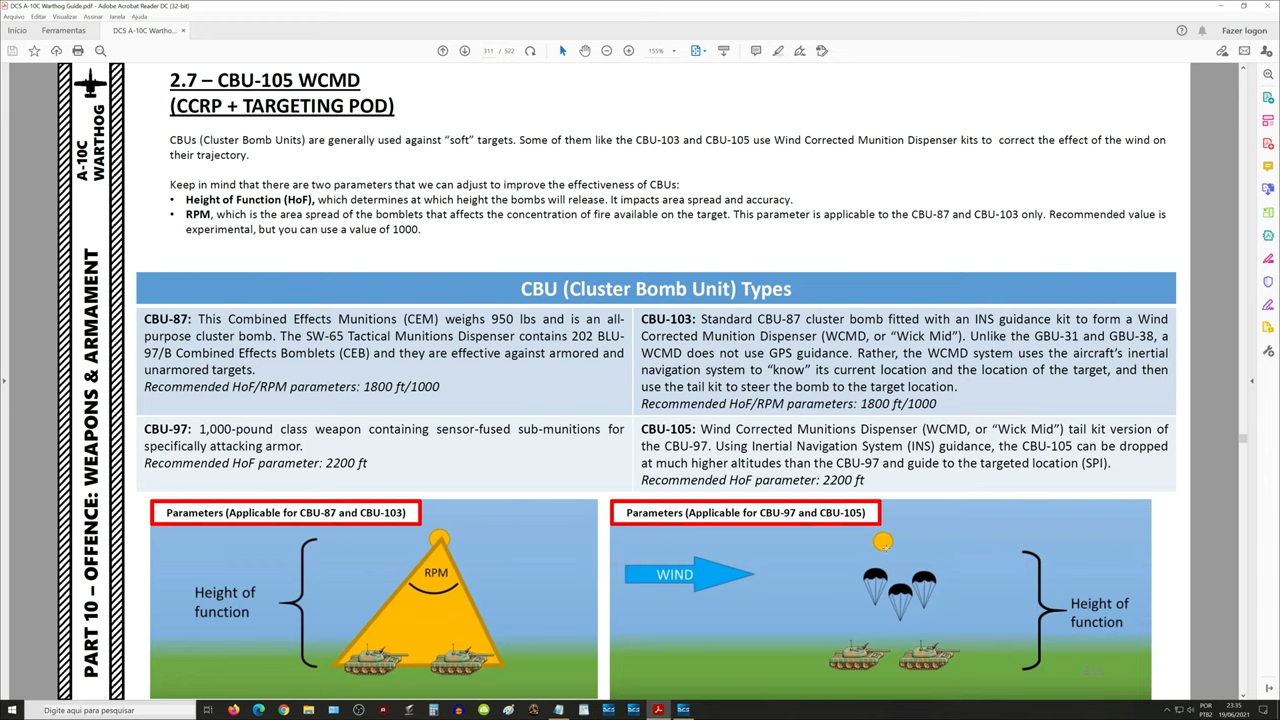 DCS A-10C Warthog Guide.pdf - Adobe Acrobat Reader DC (32-bit)
Arquivo Editar Visualizar Assinar Janela Ajuda
Início Ferramentas DCS A-10C Warthog... × Fazer logon
311 / 522 155%
A-10C
WARTHOG
PART 10 – OFFENCE: WEAPONS & ARMAMENT
2.7 – CBU-105 WCMD
(CCRP + TARGETING POD)
CBUs (Cluster Bomb Units) are generally used against “soft” targets. Some of them like the CBU-103 and CBU-105 use Wind Corrected Munition Dispenser kits to correct the effect of the wind on
their trajectory.
Keep in mind that there are two parameters that we can adjust to improve the effectiveness of CBUs:
• Height of Function (HoF), which determines at which height the bombs will release. It impacts area spread and accuracy.
• RPM, which is the area spread of the bomblets that affects the concentration of fire available on the target. This parameter is applicable to the CBU-87 and CBU-103 only. Recommended value is
experimental, but you can use a value of 1000.
CBU (Cluster Bomb Unit) Types
CBU-87: This Combined Effects Munitions (CEM) weighs 950 lbs and is an all-
purpose cluster bomb. The SW-65 Tactical Munitions Dispenser contains 202 BLU-
97/B Combined Effects Bomblets (CEB) and they are effective against armored and
unarmored targets.
Recommended HoF/RPM parameters: 1800 ft/1000
CBU-103: Standard CBU-87 cluster bomb fitted with an INS guidance kit to form a Wind
Corrected Munition Dispenser (WCMD, or “Wick Mid”). Unlike the GBU-31 and GBU-38, a
WCMD does not use GPS guidance. Rather, the WCMD system uses the aircraft’s inertial
navigation system to “know” its current location and the location of the target, and then
use the tail kit to steer the bomb to the target location.
Recommended HoF/RPM parameters: 1800 ft/1000
CBU-97: 1,000-pound class weapon containing sensor-fused sub-munitions for
specifically attacking armor.
Recommended HoF parameter: 2200 ft
CBU-105: Wind Corrected Munitions Dispenser (WCMD, or “Wick Mid”) tail kit version of
the CBU-97. Using Inertial Navigation System (INS) guidance, the CBU-105 can be dropped
at much higher altitudes than the CBU-97 and guide to the targeted location (SPI).
Recommended HoF parameter: 2200 ft
Parameters (Applicable for CBU-87 and CBU-103)
RPM
Height of
function
Parameters (Applicable for CBU-97 and CBU-105)
WIND
Height of
function
Digite aqui para pesquisar
POR
PTB2
23:35
19/06/2021